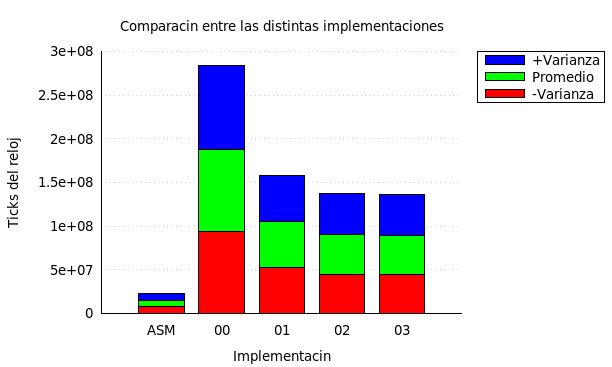 Comparacin entre las distintas implementaciones
3e+08
2.5e+08
2e+08
1.5e+08
1e+08
5e+07
0
Ticks del reloj
ASM 00 01 02 03
Implementacin
+Varianza
Promedio
-Varianza